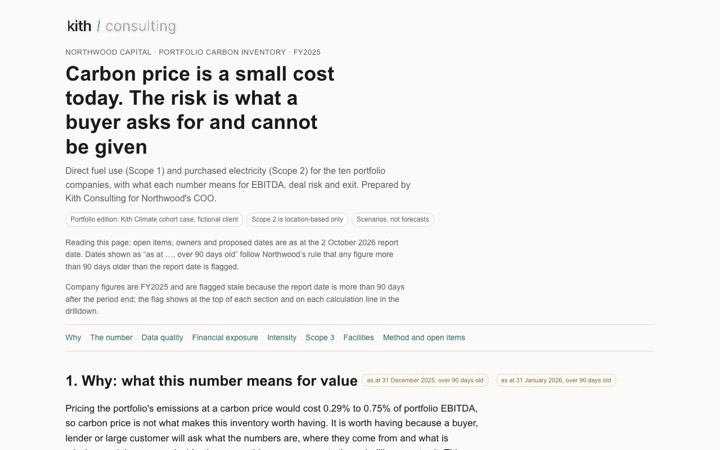 kith / consulting
NORTHWOOD CAPITAL · PORTFOLIO CARBON INVENTORY · FY2025
Carbon price is a small cost
today. The risk is what a
buyer asks for and cannot
be given
Direct fuel use (Scope 1) and purchased electricity (Scope 2) for the ten portfolio
companies, with what each number means for EBITDA, deal risk and exit. Prepared by
Kith Consulting for Northwood's COO.
Portfolio edition: Kith Climate cohort case, fictional client Scope 2 is location-based only Scenarios, not forecasts
Reading this page: open items, owners and proposed dates are as at the 2 October 2026 report
date. Dates shown as "as at ..., over 90 days old" follow Northwood's rule that any figure more
than 90 days older than the report date is flagged.
Company figures are FY2025 and are flagged stale because the report date is more than 90 days
after the period end; the flag shows at the top of each section and on each calculation line in the
drilldown.
Why The number Data quality Financial exposure Intensity Scope 3 Facilities Method and open items
1. Why: what this number means for value as at 31 December 2025, over 90 days old as at 31 January 2026, over 90 days old
Pricing the portfolio's emissions at a carbon price would cost 0.29% to 0.75% of portfolio EBITDA,
so carbon price is not what makes this inventory worth having. It is worth having because a buyer,
lender or large customer will ask what the numbers are, where they come from and what is